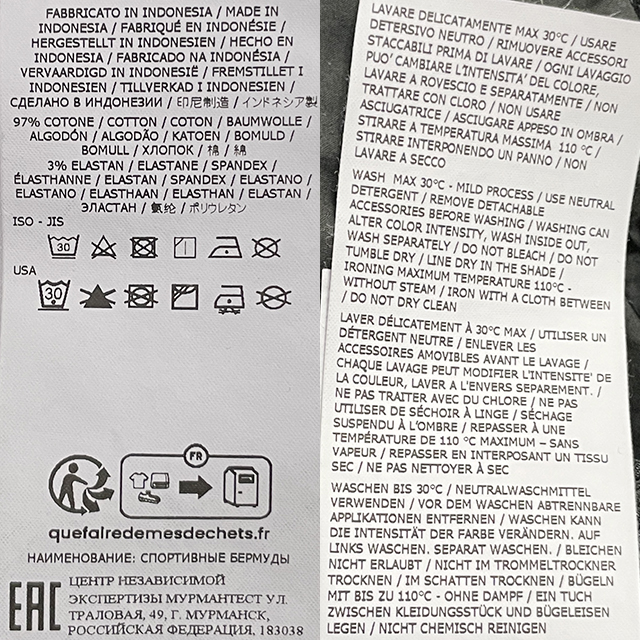 FABBRICATO IN INDONESIA / MADE IN
INDONESIA / FABRIQUÉ EN INDONÉSIE /
HERGESTELLT IN INDONESIEN / HECHO EN
INDONESIA / FABRICADO NA INDONÉSIA /
VERVAARDIGD IN INDONESIË / FREMSTILLET I
INDONESIEN / TILLVERKAD I INDONESIEN /
СДЕЛАНО В ИНДОНЕЗИИ / 印尼制造 / インドネシア製
97% COTONE / COTTON / COTON / BAUMWOLLE /
ALGODÓN / ALGODÃO / KATOEN / BOMULD /
BOMULL / ХЛОПОК / 棉 / 綿
3% ELASTAN / ELASTANE / SPANDEX /
ÉLASTHANNE / ELASTAN / SPANDEX / ELASTANO /
ELASTANO / ELASTHAAN / ELASTHAN / ELASTAN /
ЭЛАСТАН / 氨纶 / ポリウレタン
ISO - JIS
30
USA
30
FR
quefairedemesdechets.fr
НАИМЕНОВАНИЕ: СПОРТИВНЫЕ БЕРМУДЫ
EAC
ЦЕНТР НЕЗАВИСИМОЙ
ЭКСПЕРТИЗЫ МУРМАНТЕСТ УЛ.
ТРАЛОВАЯ, 49, Г. МУРМАНСК,
РОССИЙСКАЯ ФЕДЕРАЦИЯ, 183038
LAVARE DELICATAMENTE MAX 30°C / USARE
DETERSIVO NEUTRO / RIMUOVERE ACCESSORI
STACCABILI PRIMA DI LAVARE / OGNI LAVAGGIO
PUO' CAMBIARE L'INTENSITA' DEL COLORE,
LAVARE A ROVESCIO E SEPARATAMENTE / NON
TRATTARE CON CLORO / NON USARE
ASCIUGATRICE / ASCIUGARE APPESO IN OMBRA /
STIRARE A TEMPERATURA MASSIMA 110 °C /
STIRARE INTERPONENDO UN PANNO / NON
LAVARE A SECCO
WASH MAX 30°C - MILD PROCESS / USE NEUTRAL
DETERGENT / REMOVE DETACHABLE
ACCESSORIES BEFORE WASHING / WASHING CAN
ALTER COLOR INTENSITY, WASH INSIDE OUT,
WASH SEPARATELY / DO NOT BLEACH / DO NOT
TUMBLE DRY / LINE DRY IN THE SHADE /
IRONING MAXIMUM TEMPERATURE 110°C -
WITHOUT STEAM / IRON WITH A CLOTH BETWEEN
/ DO NOT DRY CLEAN
LAVER DÉLICATEMENT À 30°C MAX / UTILISER UN
DÉTERGENT NEUTRE / ENLEVER LES
ACCESSOIRES AMOVIBLES AVANT LE LAVAGE /
CHAQUE LAVAGE PEUT MODIFIER L'INTENSITE' DE
LA COULEUR, LAVER A L'ENVERS SEPAREMENT. /
NE PAS TRAITER AVEC DU CHLORE / NE PAS
UTILISER DE SÉCHOIR À LINGE / SÉCHAGE
SUSPENDU À L'OMBRE / REPASSER À UNE
TEMPÉRATURE DE 110 °C MAXIMUM – SANS
VAPEUR / REPASSER EN INTERPOSANT UN TISSU
SEC / NE PAS NETTOYER À SEC
WASCHEN BIS 30°C / NEUTRALWASCHMITTEL
VERWENDEN / VOR DEM WASCHEN ABTRENNBARE
APPLIKATIONEN ENTFERNEN / WASCHEN KANN
DIE INTENSITÄT DER FARBE VERÄNDERN. AUF
LINKS WASCHEN. SEPARAT WASCHEN. / BLEICHEN
NICHT ERLAUBT / NICHT IM TROMMELTROCKNER
TROCKNEN / IM SCHATTEN TROCKNEN / BÜGELN
MIT BIS ZU 110°C - OHNE DAMPF / EIN TUCH
ZWISCHEN KLEIDUNGSSTÜCK UND BÜGELEISEN
LEGEN / NICHT CHEMISCH REINIGEN